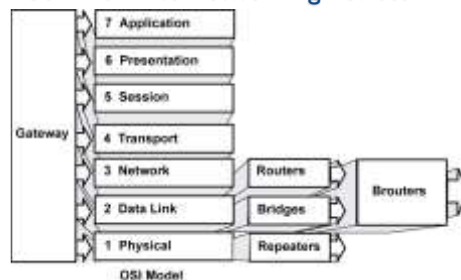 7 Application
6 Presentation
5 Session
Gateway
4 Transport
3 Network
Routers
Brouters
2 Data Link
Bridges
1 Physical
Repeaters
OSI Model